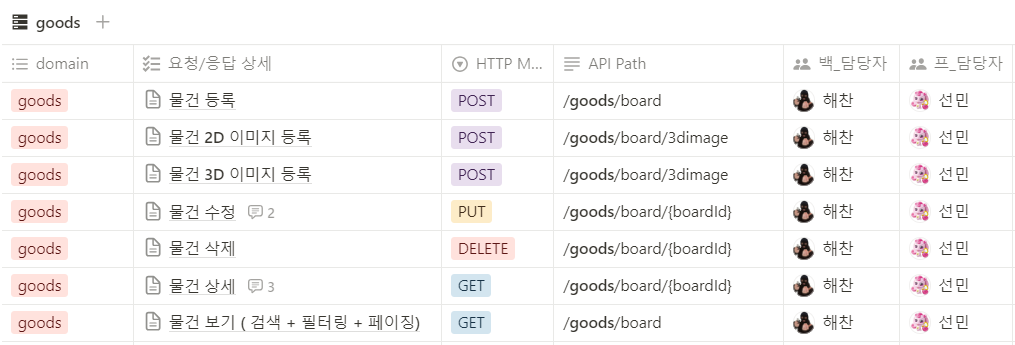 goods
domain 요청/응답 상세 HTTP M... API Path 백_담당자 프_담당자
goods 물건 등록 POST /goods/board 해찬 선민
goods 물건 2D 이미지 등록 POST /goods/board/3dimage 해찬 선민
goods 물건 3D 이미지 등록 POST /goods/board/3dimage 해찬 선민
goods 물건 수정 2 PUT /goods/board/{boardId} 해찬 선민
goods 물건 삭제 DELETE /goods/board/{boardId} 해찬 선민
goods 물건 상세 3 GET /goods/board/{boardId} 해찬 선민
goods 물건 보기 ( 검색 + 필터링 + 페이징) GET /goods/board 해찬 선민